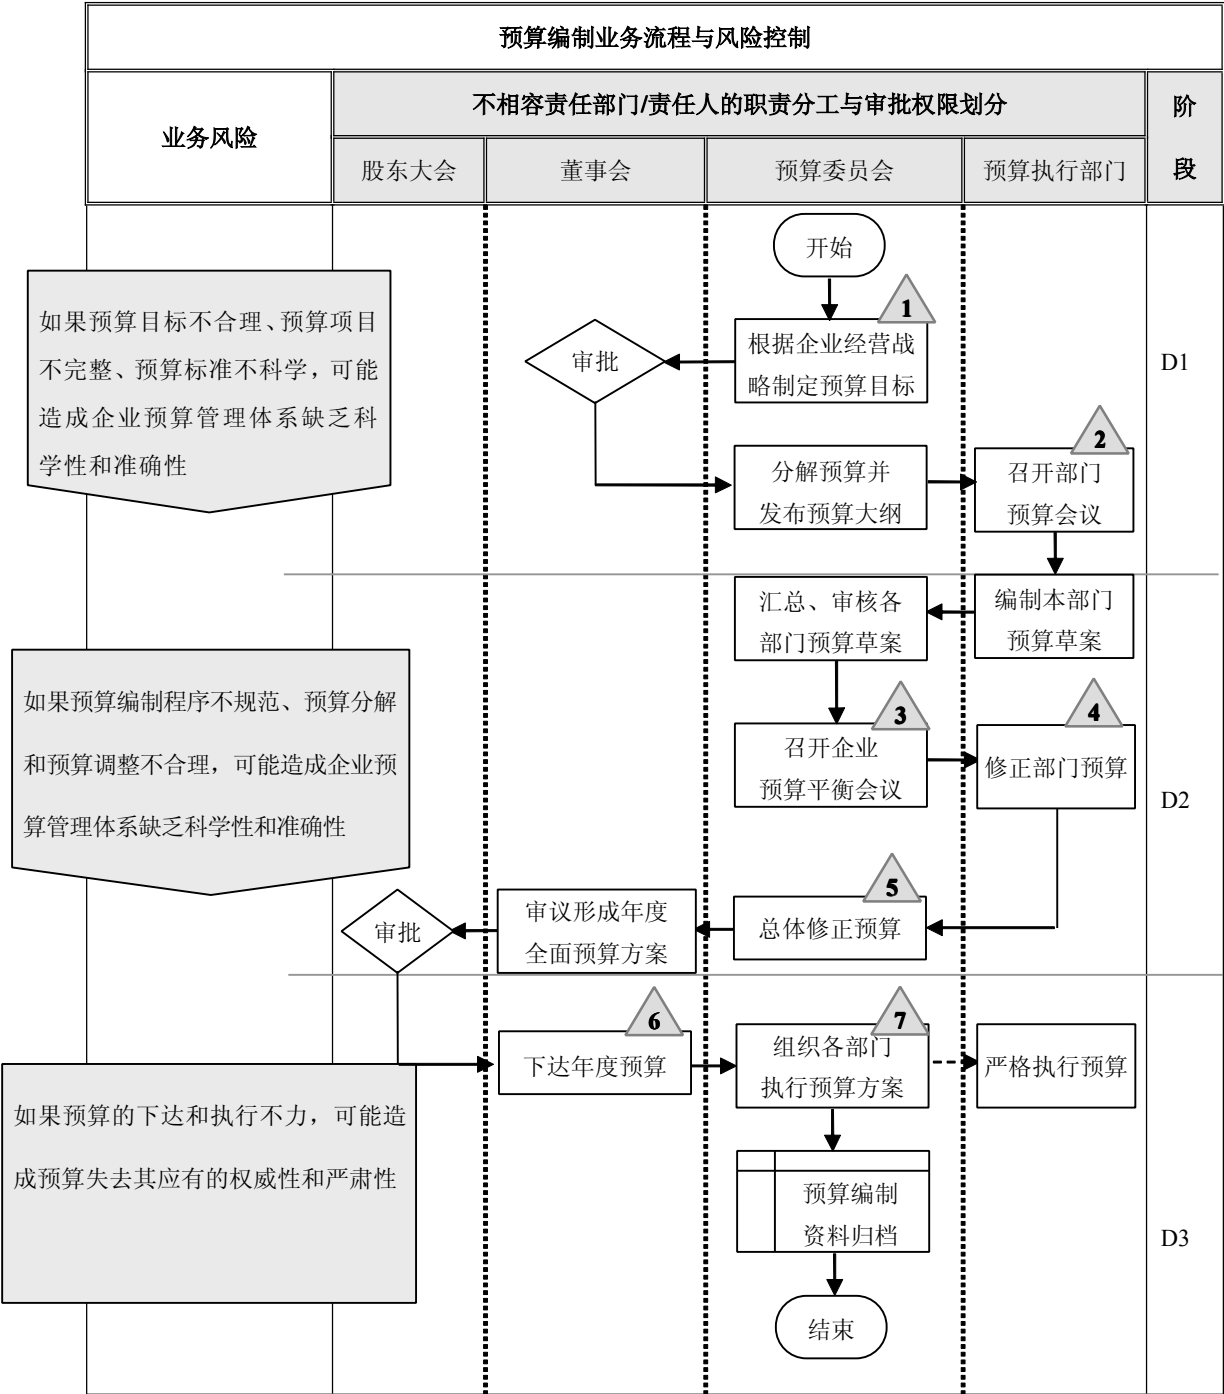 预算编制业务流程与风险控制
业务风险
不相容责任部门/责任人的职责分工与审批权限划分
阶
段
股东大会
董事会
预算委员会
预算执行部门
如果预算目标不合理、预算项目
不完整、预算标准不科学，可能
造成企业预算管理体系缺乏科
学性和准确性
开始
1
根据企业经营战
略制定预算目标
审批
D1
分解预算并
发布预算大纲
2
召开部门
预算会议
如果预算编制程序不规范、预算分解
和预算调整不合理，可能造成企业预
算管理体系缺乏科学性和准确性
编制本部门
预算草案
汇总、审核各
部门预算草案
3
召开企业
预算平衡会议
4
修正部门预算
D2
5
总体修正预算
审议形成年度
全面预算方案
审批
如果预算的下达和执行不力，可能造
成预算失去其应有的权威性和严肃性
6
下达年度预算
7
组织各部门
执行预算方案
严格执行预算
预算编制
资料归档
D3
结束